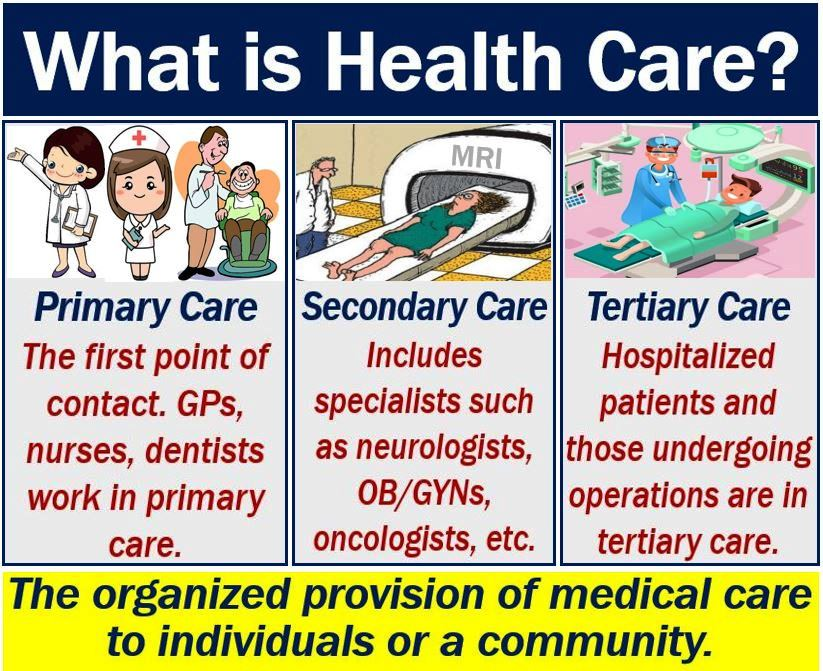 What is Health Care?
MRI
Primary Care
The first point of
contact. GPs,
nurses, dentists
work in primary
care.
Secondary Care
Includes
specialists such
as neurologists,
OB/GYNs,
oncologists, etc.
Tertiary Care
Hospitalized
patients and
those undergoing
operations are in
tertiary care.
The organized provision of medical care
to individuals or a community.